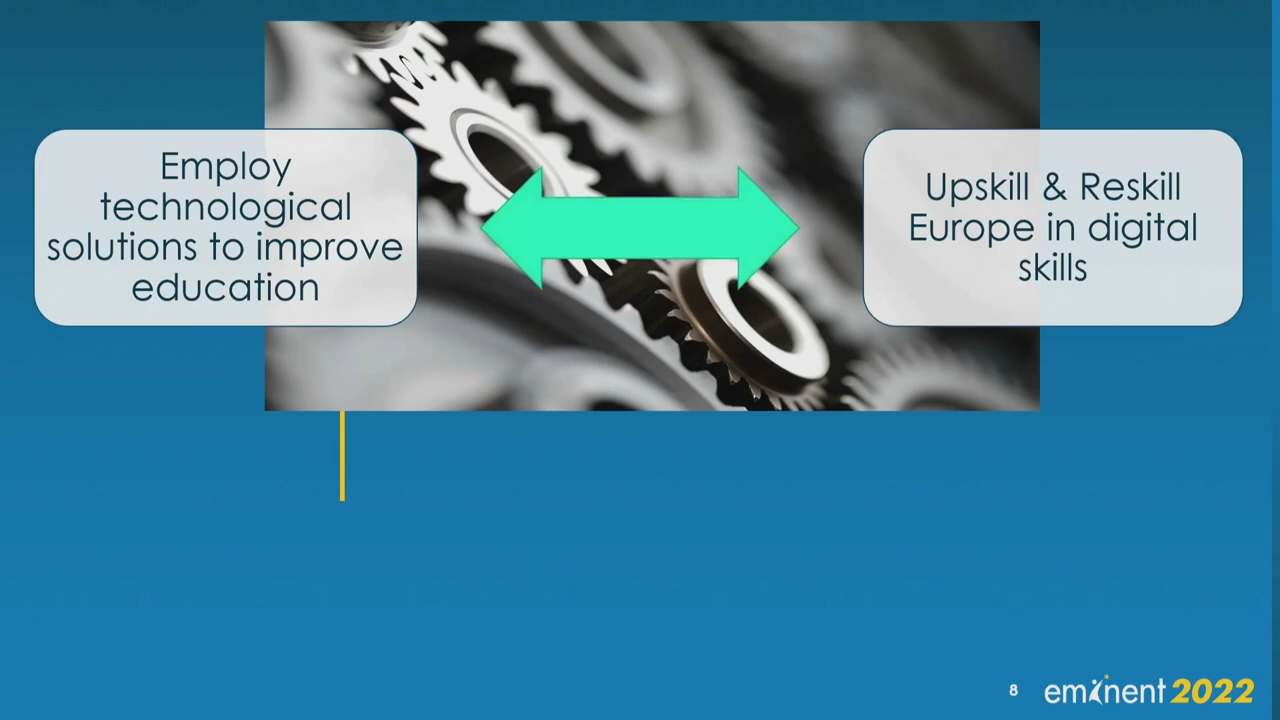 Employ
technological
solutions to improve
education
Upskill & Reskill
Europe in digital
skills
8
eminent 2022